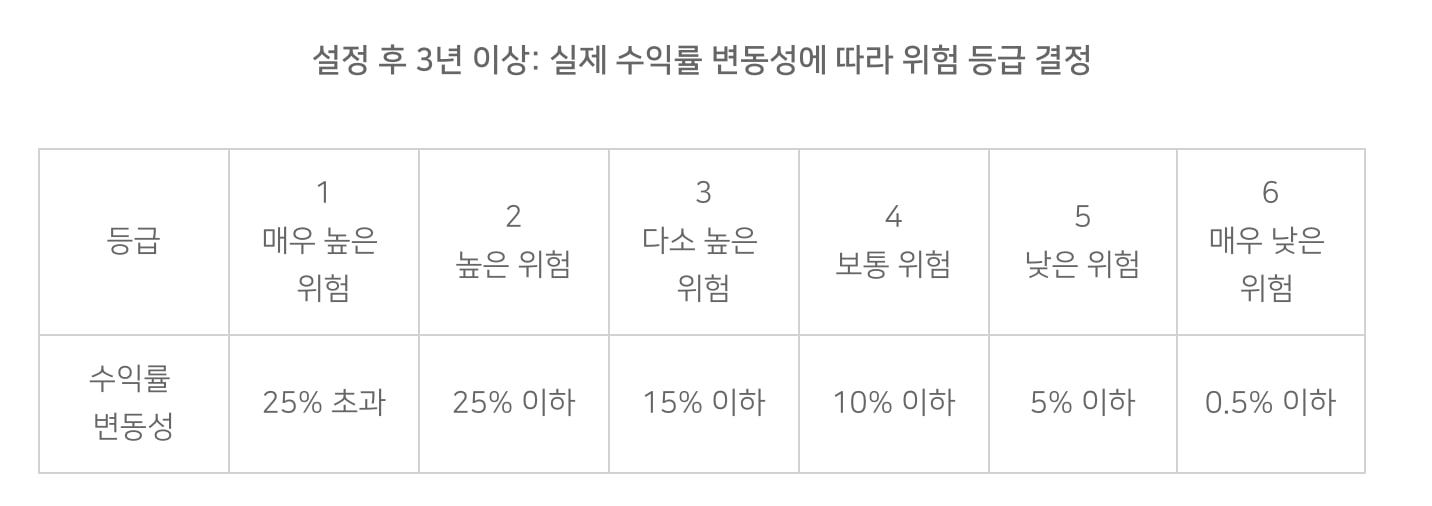 설정 후 3년 이상: 실제 수익률 변동성에 따라 위험 등급 결정
등급
1
매우 높은
위험
2
높은 위험
3
다소 높은
위험
4
보통 위험
5
낮은 위험
6
매우 낮은
위험
수익률
변동성
25% 초과
25% 이하
15% 이하
10% 이하
5% 이하
0.5% 이하